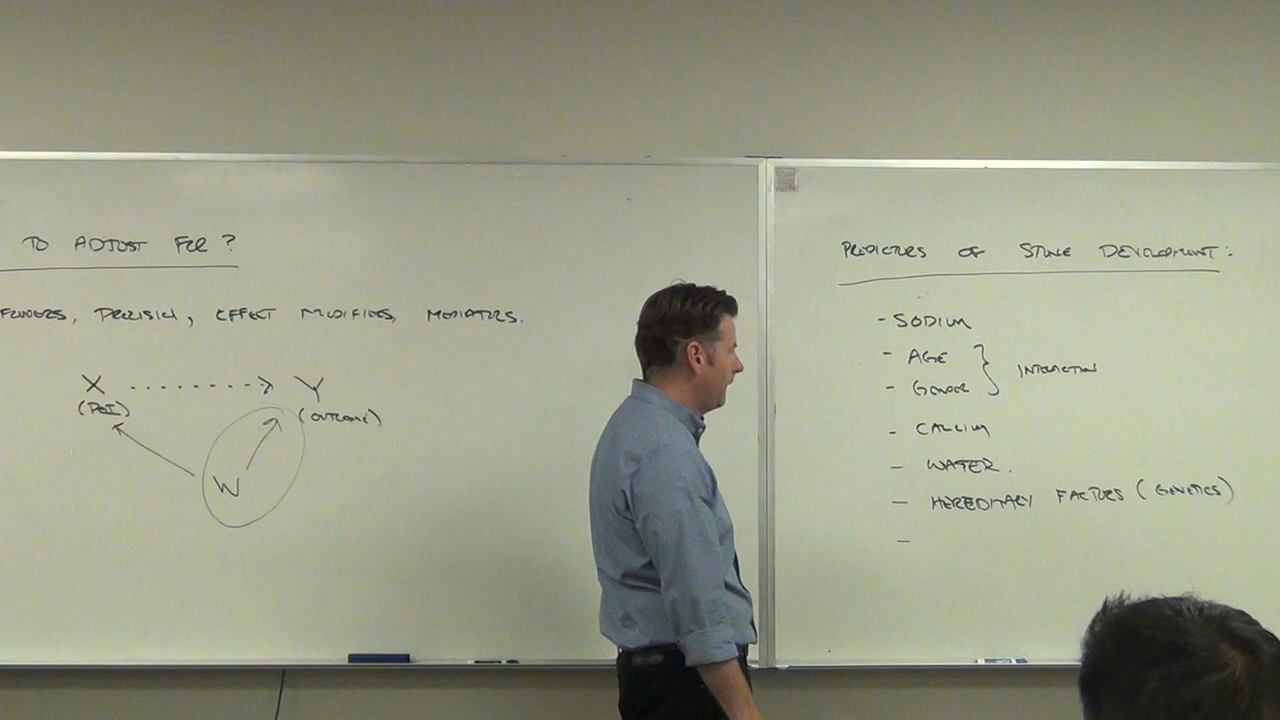 TO ADJUST FOR?
FOUNDERS, PRECISION, EFFECT MODIFIERS, MEDIATORS.
X Y
(POI) (OUTCOME)
W
PREDICTORS OF STONE DEVELOPMENT:
- SODIUM
- AGE
- GENDER
INTERACTION
- CALCIUM
- WATER.
- HEREDITARY FACTORS (GENETICS)
-